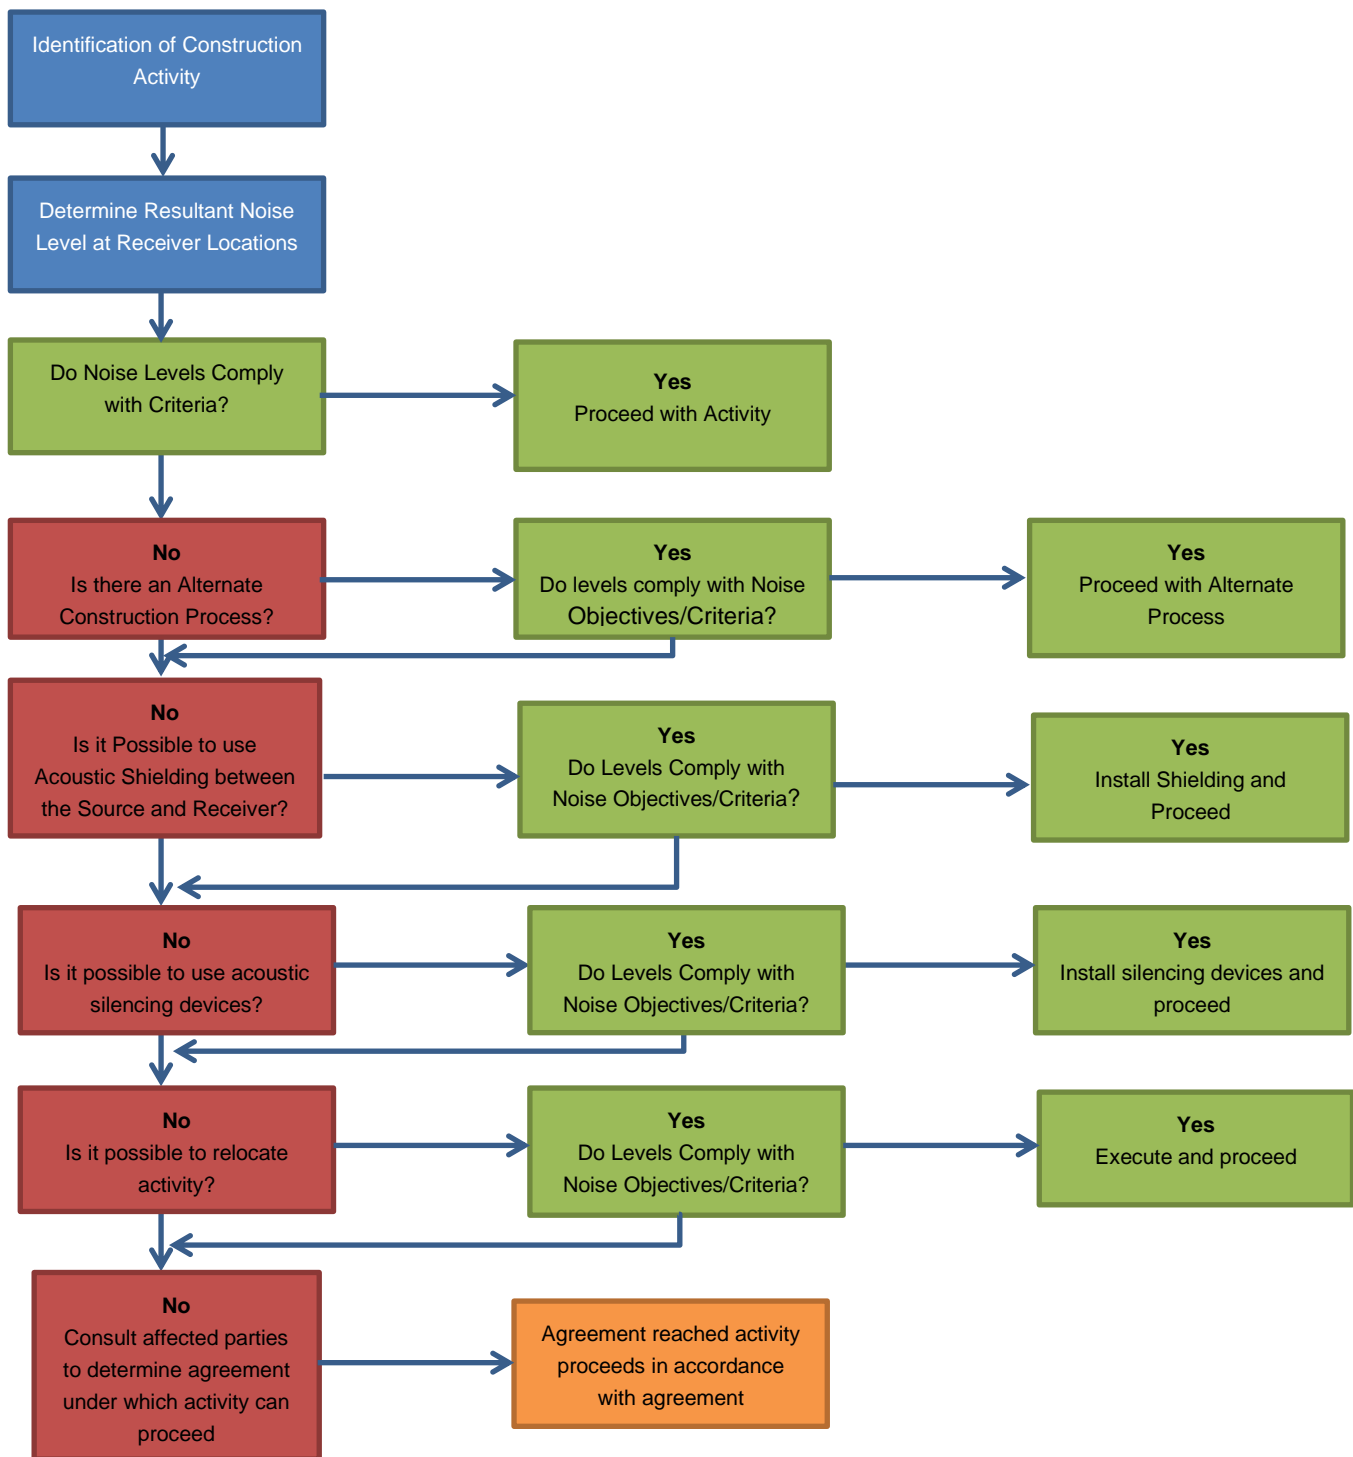 Identification of Construction
Activity
Determine Resultant Noise
Level at Receiver Locations
Do Noise Levels Comply
with Criteria?
Yes
Proceed with Activity
No
Is there an Alternate
Construction Process?
Yes
Do levels comply with Noise
Objectives/Criteria?
Yes
Proceed with Alternate
Process
No
Is it Possible to use
Acoustic Shielding between
the Source and Receiver?
Yes
Do Levels Comply with
Noise Objectives/Criteria?
Yes
Install Shielding and
Proceed
No
Is it possible to use acoustic
silencing devices?
Yes
Do Levels Comply with
Noise Objectives/Criteria?
Yes
Install silencing devices and
proceed
No
Is it possible to relocate
activity?
Yes
Do Levels Comply with
Noise Objectives/Criteria?
Yes
Execute and proceed
No
Consult affected parties
to determine agreement
under which activity can
proceed
Agreement reached activity
proceeds in accordance
with agreement